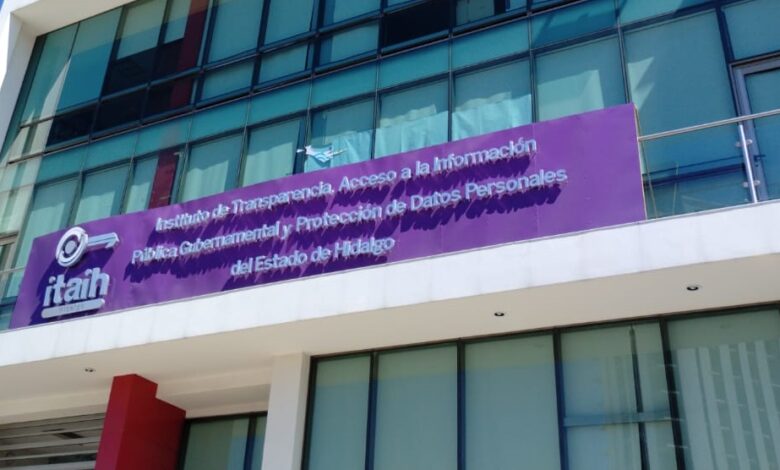 Instituto de Transparencia, Acceso a la Información
Pública Gubernamental y Protección de Datos Personales
del Estado de Hidalgo
itaih